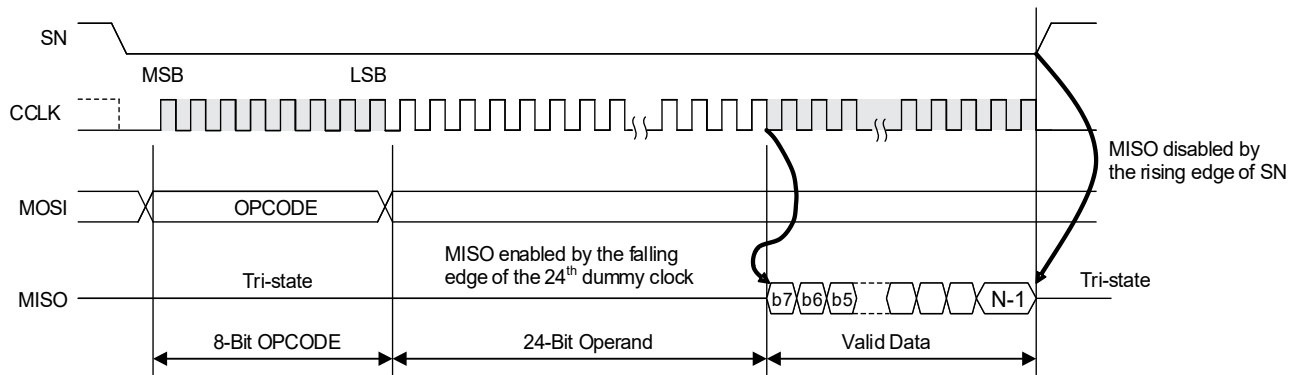 SN
MSB
LSB
CCLK
MISO disabled by
the rising edge of SN
MOSI
OPCODE
MISO enabled by the falling
edge of the 24th dummy clock
Tri-state
Tri-state
MISO
b7 b6 b5 N-1
8-Bit OPCODE
24-Bit Operand
Valid Data